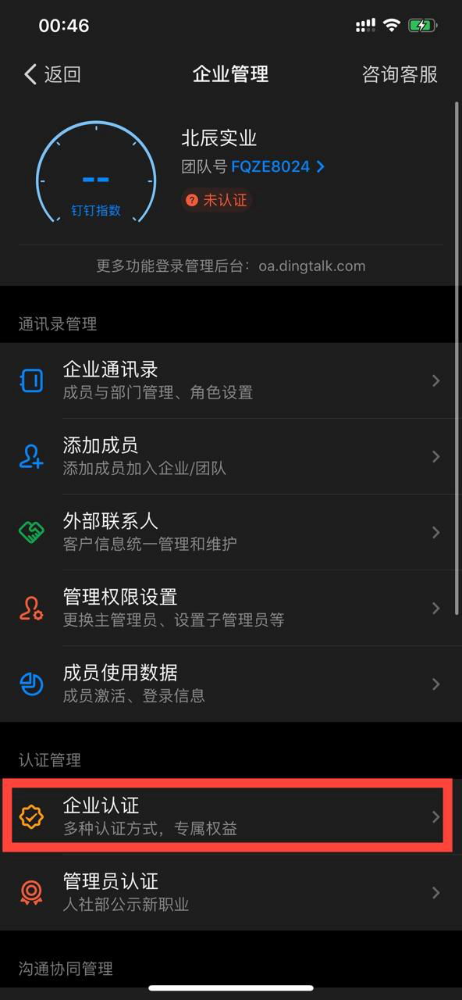 00:46
返回
企业管理
咨询客服
北辰实业
团队号 FQZE8024
未认证
--
钉钉指数
更多功能登录管理后台：oa.dingtalk.com
通讯录管理
企业通讯录
成员与部门管理、角色设置
添加成员
添加成员加入企业/团队
外部联系人
客户信息统一管理和维护
管理权限设置
更换主管理员、设置子管理员等
成员使用数据
成员激活、登录信息
认证管理
企业认证
多种认证方式，专属权益
管理员认证
人社部公示新职业
沟通协同管理